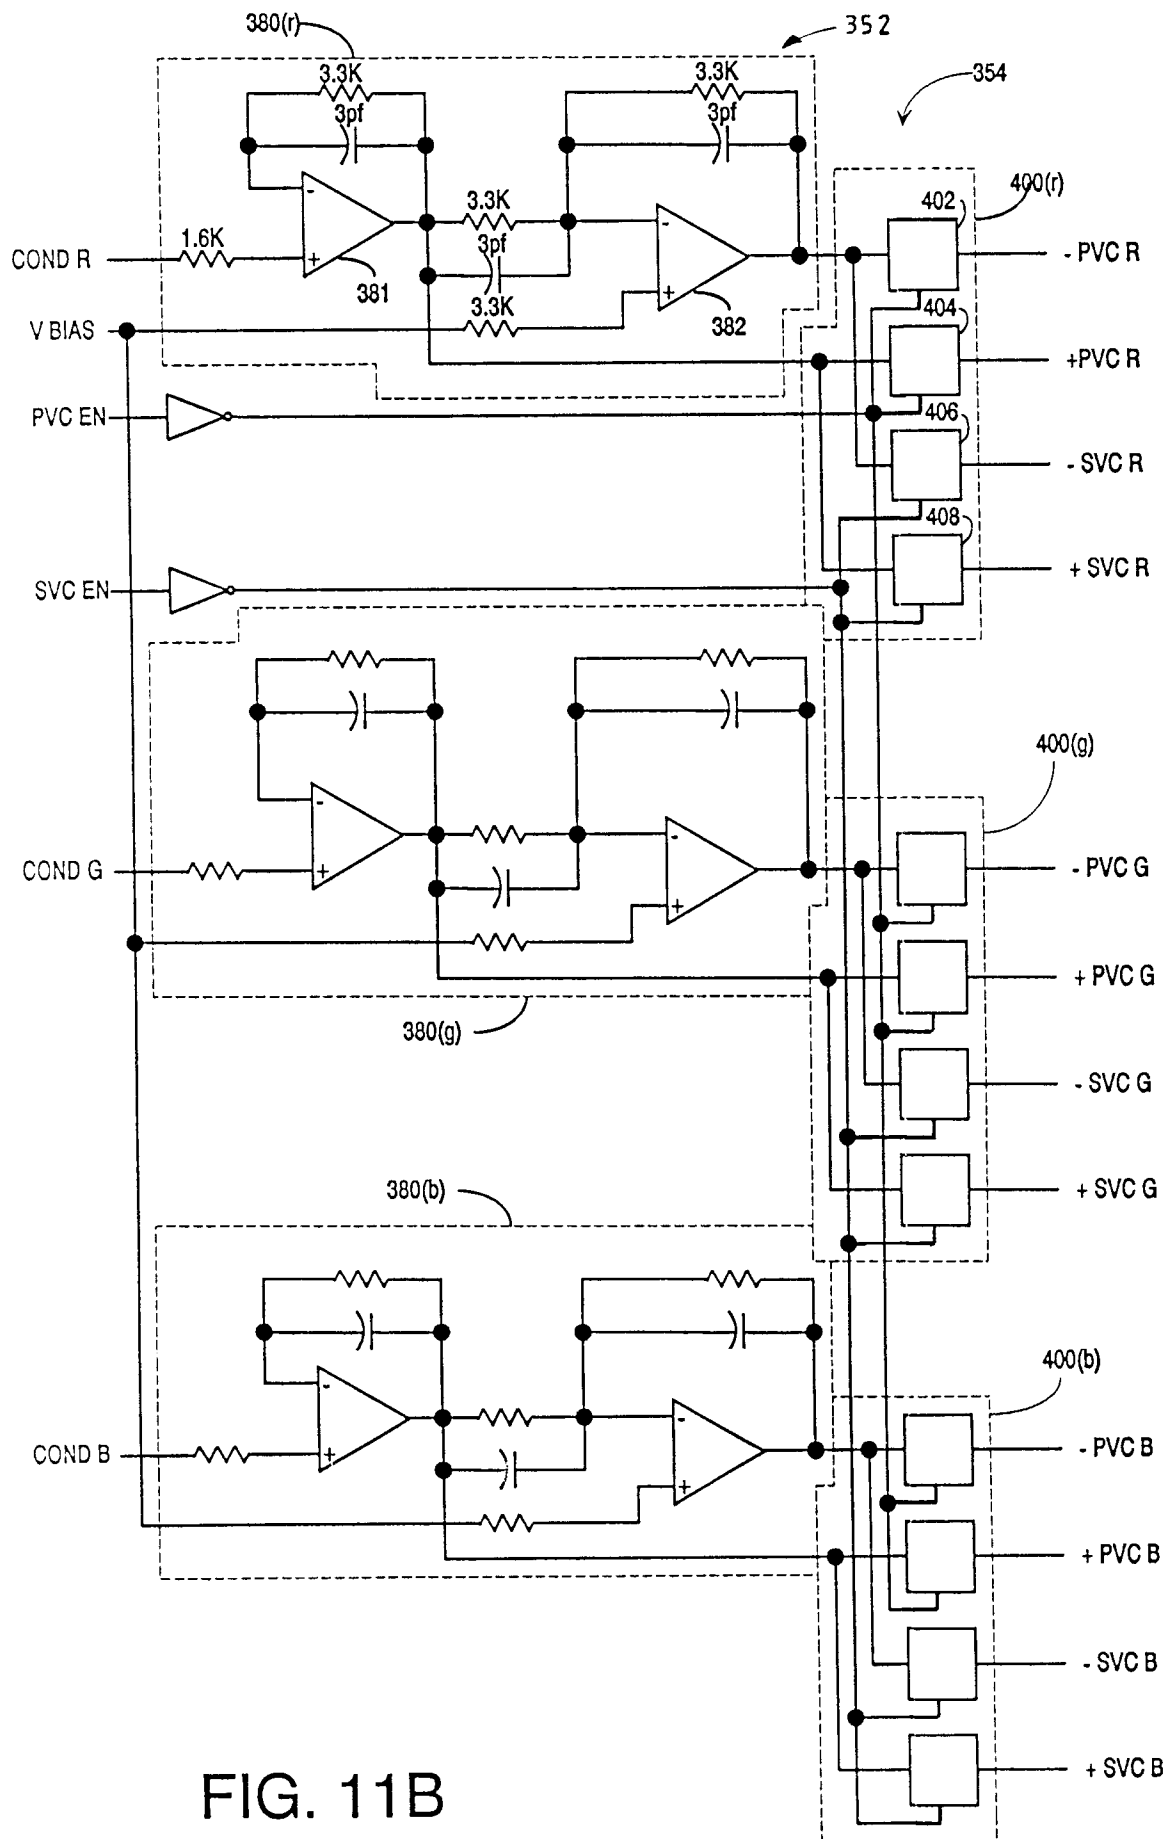 380(r)
352
354
3.3K
3pf
3.3K
3pf
400(r)
402
- PVC R
3.3K
3pf
-
-
COND R
1.6K
+
381
+
382
3.3K
V BIAS
404
+PVC R
PVC EN
406
- SVC R
408
+ SVC R
SVC EN
400(g)
-
-
COND G
+
+
- PVC G
+ PVC G
380(g)
- SVC G
+ SVC G
380(b)
400(b)
-
-
COND B
+
+
- PVC B
+ PVC B
- SVC B
+ SVC B
FIG. 11B